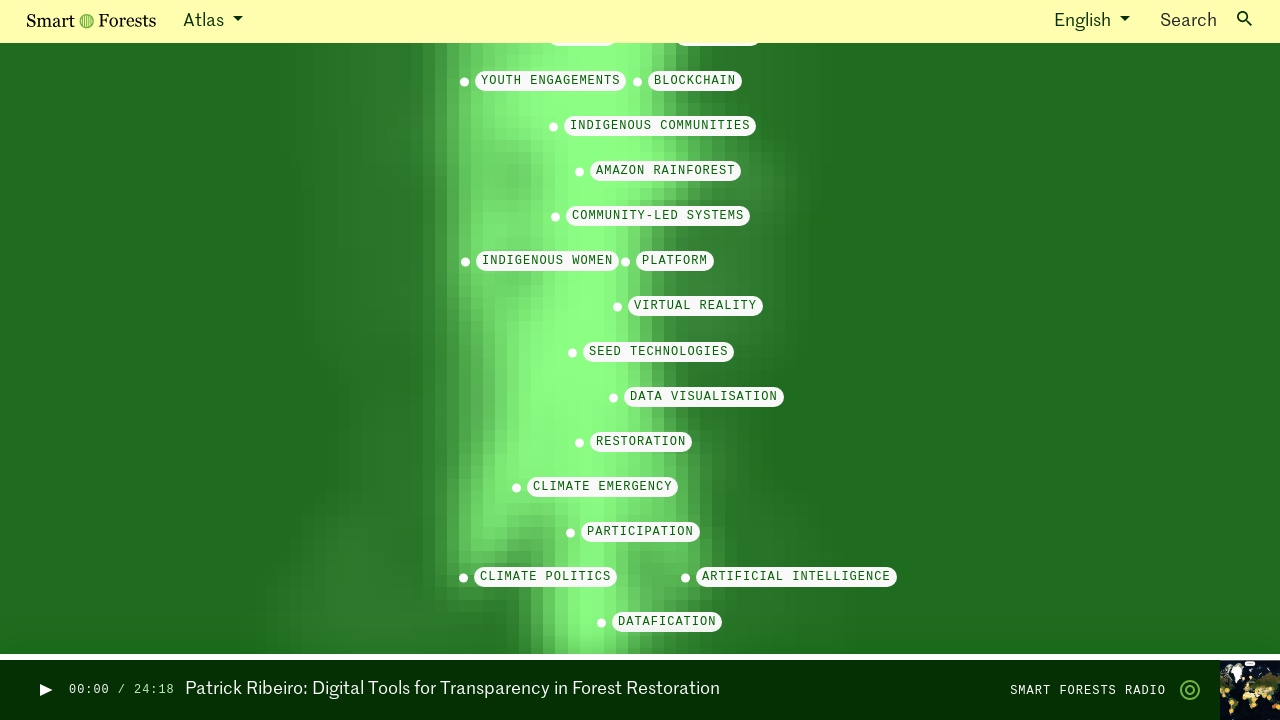 Smart Forests Atlas English Search
YOUTH ENGAGEMENTS BLOCKCHAIN
INDIGENOUS COMMUNITIES
AMAZON RAINFOREST
COMMUNITY-LED SYSTEMS
INDIGENOUS WOMEN PLATFORM
VIRTUAL REALITY
SEED TECHNOLOGIES
DATA VISUALISATION
RESTORATION
CLIMATE EMERGENCY
PARTICIPATION
CLIMATE POLITICS ARTIFICIAL INTELLIGENCE
DATAFICATION
00:00 / 24:18 Patrick Ribeiro: Digital Tools for Transparency in Forest Restoration SMART FORESTS RADIO